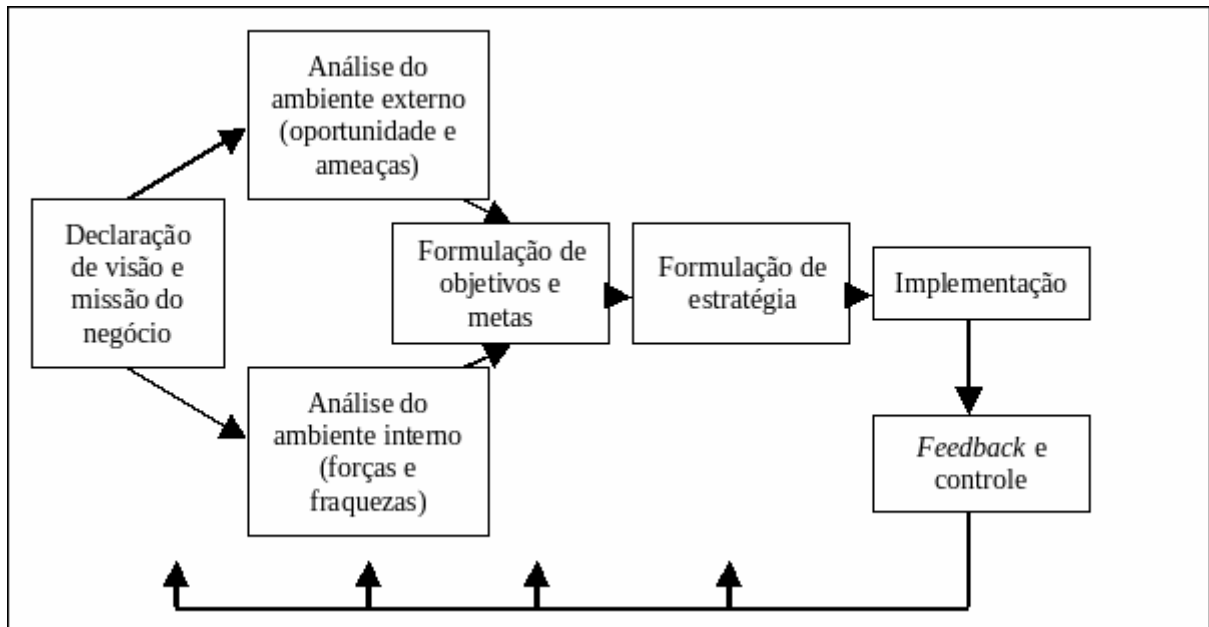 Análise do
ambiente externo
(oportunidade e
ameaças)
Declaração
de visão e
missão do
negócio
Formulação de
objetivos e
metas
Formulação de
estratégia
Implementação
Análise do
ambiente interno
(forças e
fraquezas)
Feedback e
controle